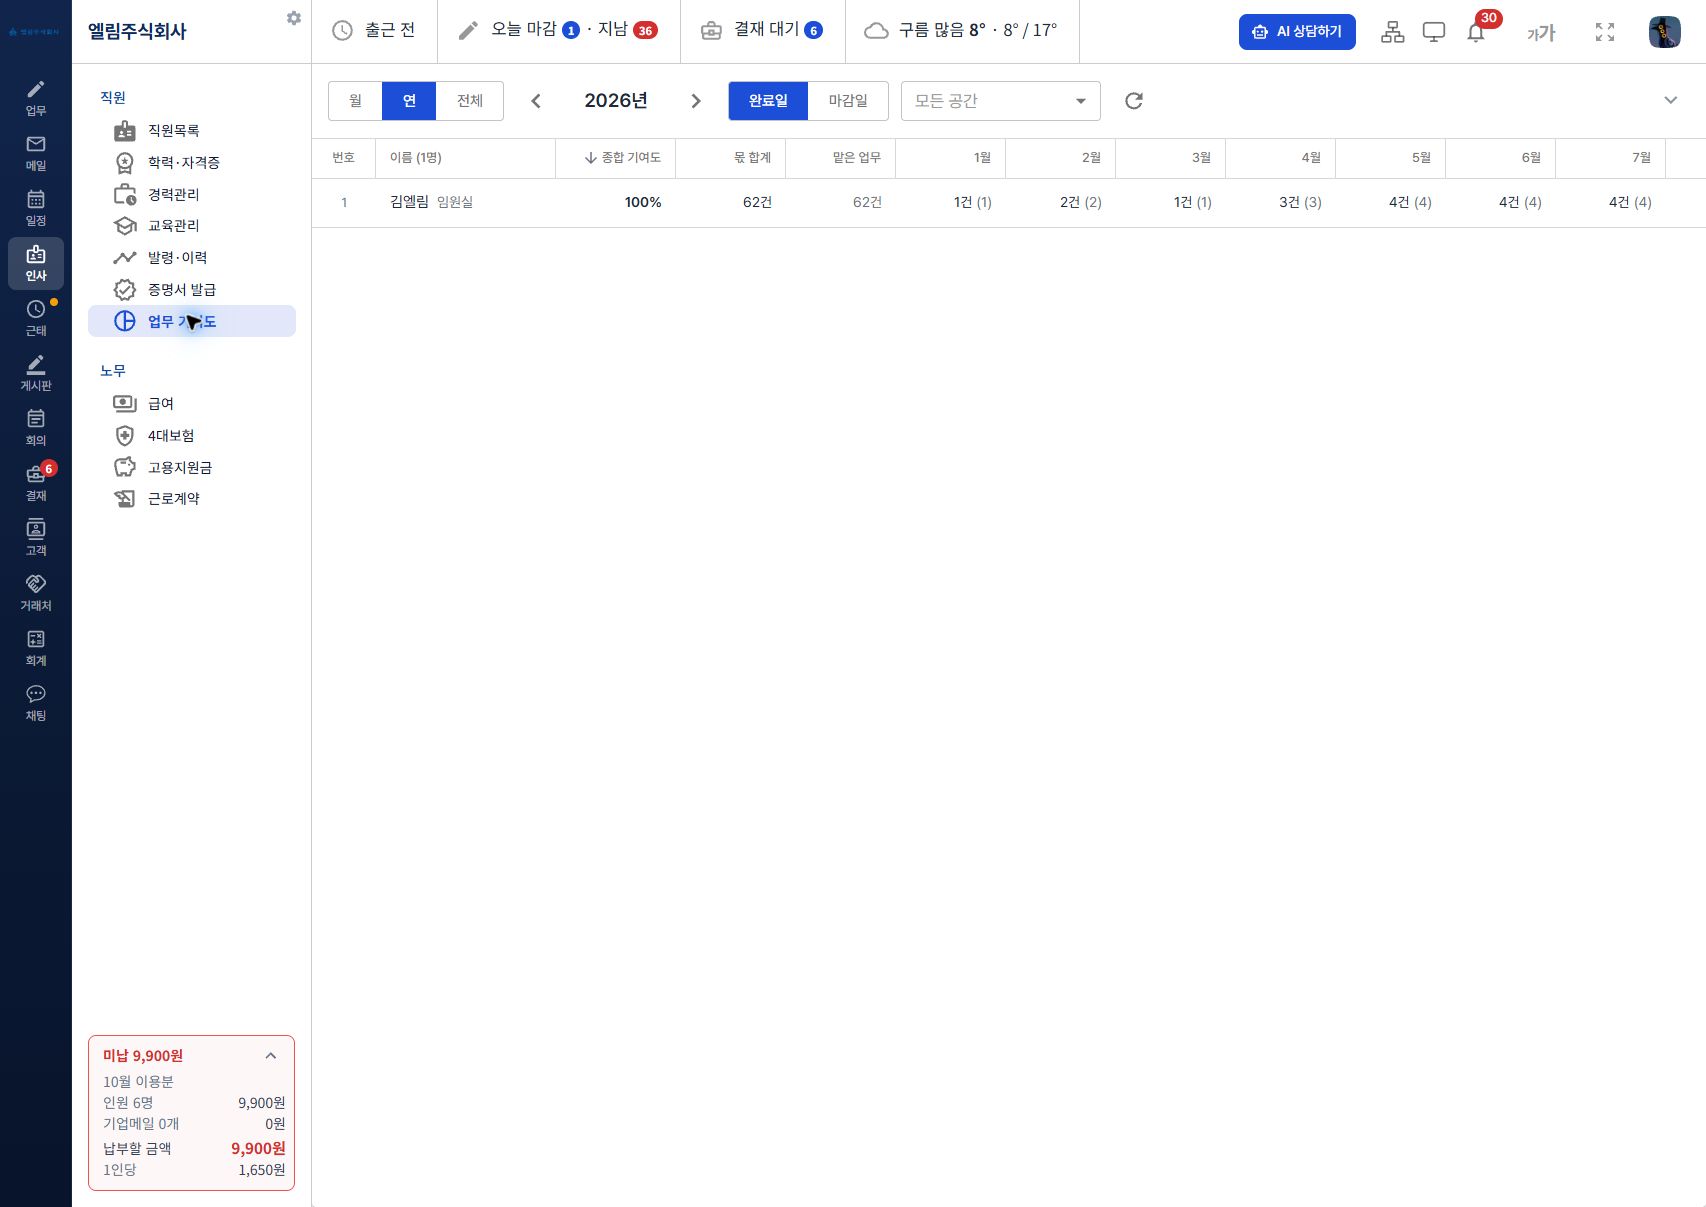 엘림주식회사
업무
메일
일정
인사
근태
게시판
회의
6
결재
고객
거래처
회계
채팅
엘림주식회사
직원
직원목록
학력·자격증
경력관리
교육관리
발령·이력
증명서 발급
업무
노무
급여
4대보험
고용지원금
근로계약
미납 9,900원
10월 이용분
인원 6명 9,900원
기업메일 0개 0원
납부할 금액 9,900원
1인당 1,650원
출근 전
오늘 마감 1 · 지남 36
결재 대기 6
구름 많음 8° · 8° / 17°
AI 상담하기
30
가가
월 연 전체
2026년
완료일 마감일
모든 공간
번호 이름 (1명) 종합 기여도 몫 합계 맡은 업무 1월 2월 3월 4월 5월 6월 7월
1 김엘림 임원실 100% 62건 62건 1건 (1) 2건 (2) 1건 (1) 3건 (3) 4건 (4) 4건 (4) 4건 (4)